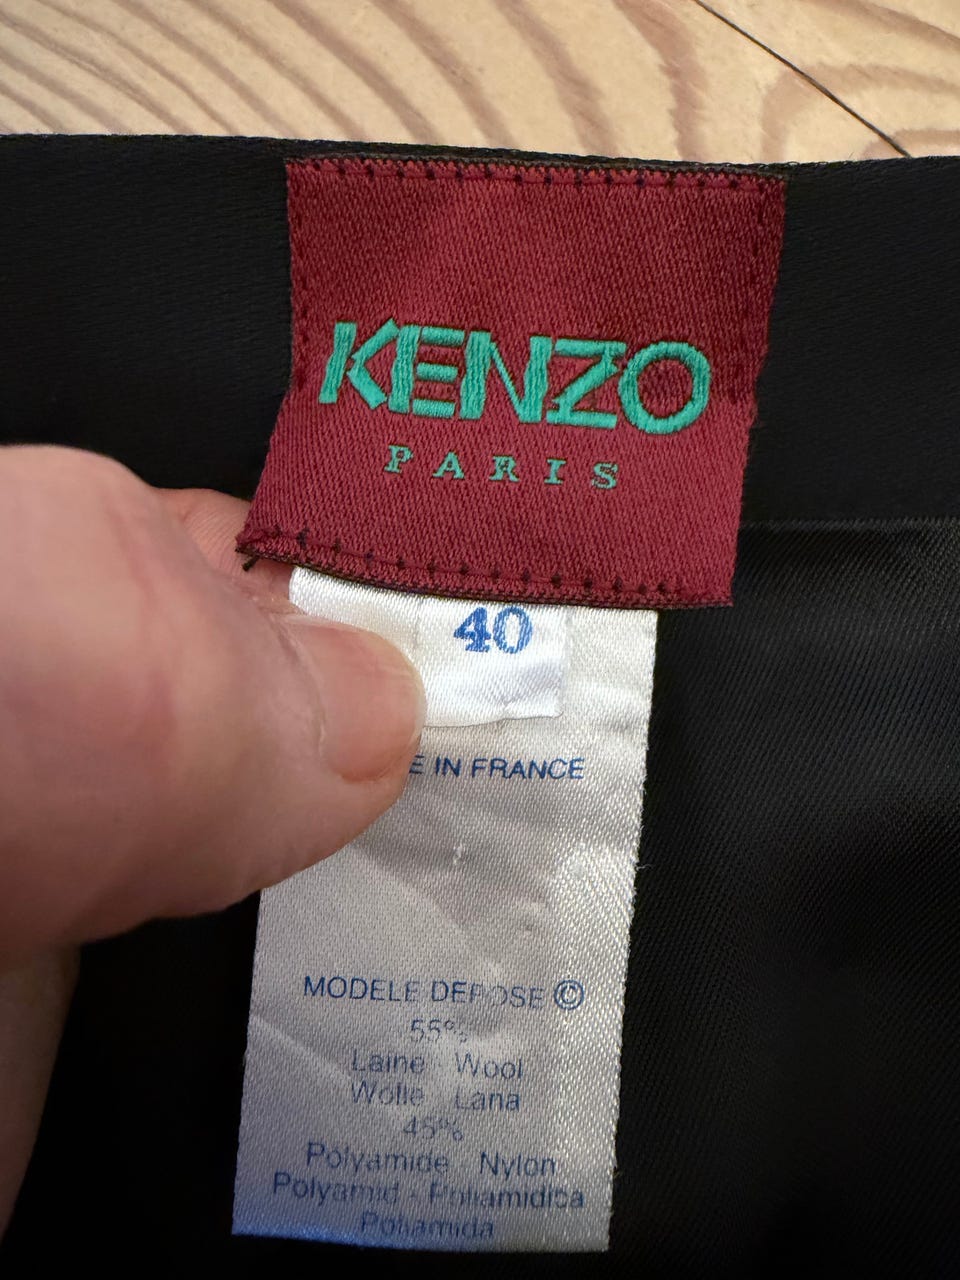 KENZO
PARIS
40
E IN FRANCE
MODELE DEPOSE ©
55%
Laine - Wool
Wolle - Lana
45%
Polyamide - Nylon
Polyamid - Poliamidica
Poliamida